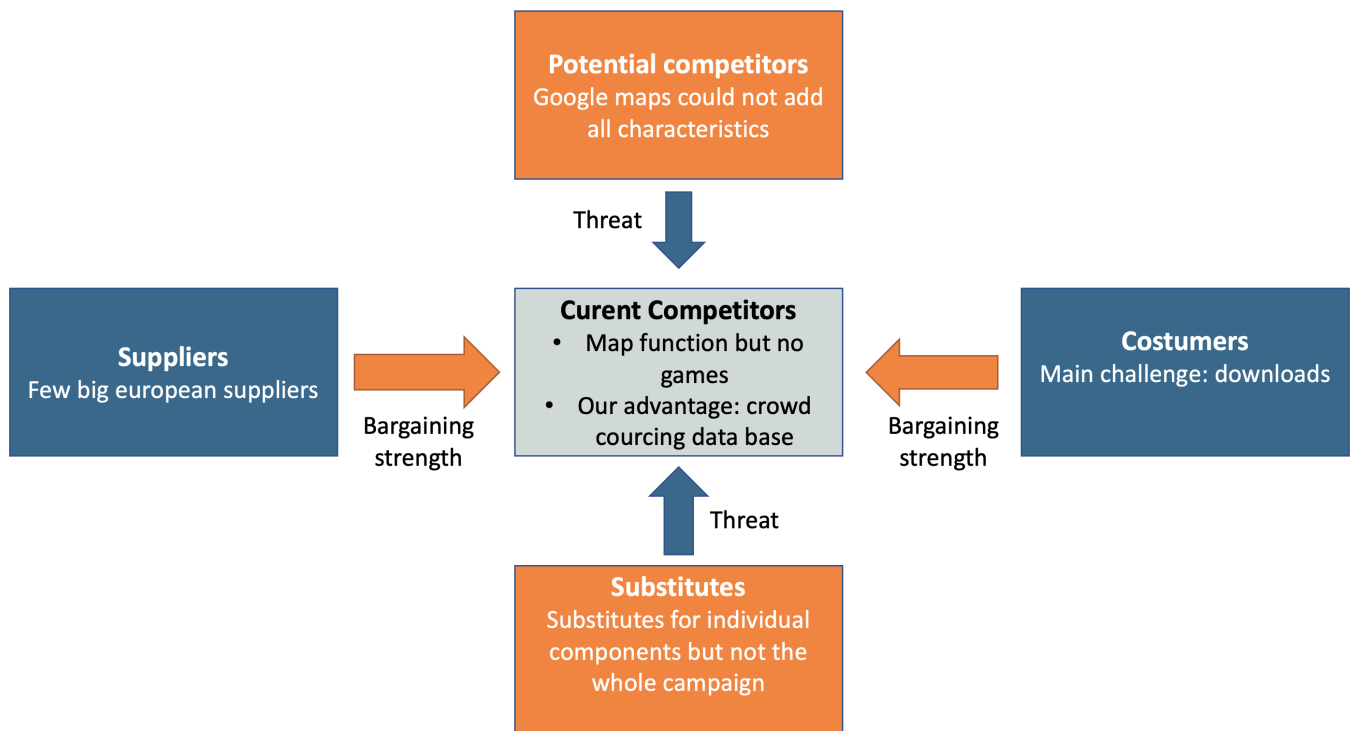 Potential competitors
Google maps could not add
all characteristics
Threat
Suppliers
Few big european suppliers
Bargaining
strength
Curent Competitors
• Map function but no
games
• Our advantage: crowd
courcing data base
Costumers
Main challenge: downloads
Bargaining
strength
Threat
Substitutes
Substitutes for individual
components but not the
whole campaign